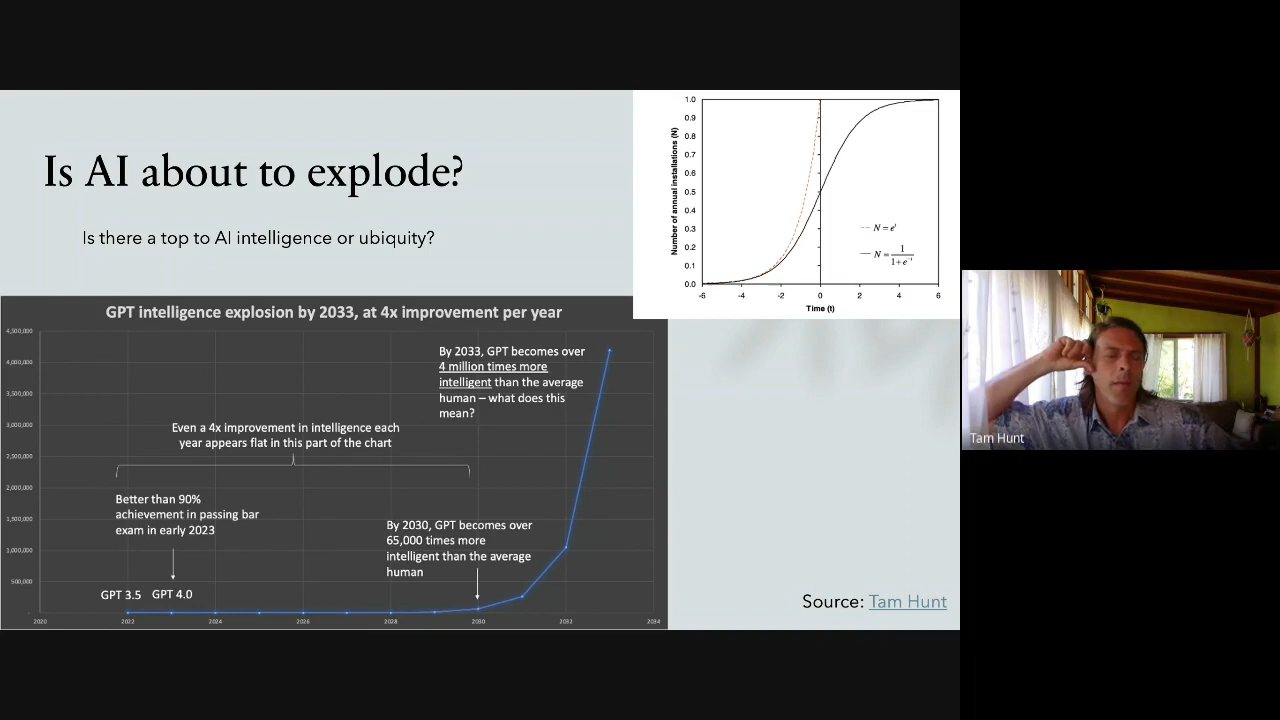 Is AI about to explode?
Is there a top to AI intelligence or ubiquity?
Number of annual installations (N)
1.0
0.9
0.8
0.7
0.6
0.5
0.4
0.3
0.2
0.1
0.0
-6
-4
-2
0
2
4
6
Time (t)
N = eᵗ
N = 1
1+e⁻ᵗ
GPT intelligence explosion by 2033, at 4x improvement per year
4,500,000
4,000,000
3,500,000
3,000,000
2,500,000
2,000,000
1,500,000
1,000,000
500,000
-
2020
2022
2024
2026
2028
2030
2032
2034
By 2033, GPT becomes over
4 million times more
intelligent than the average
human – what does this
mean?
Even a 4x improvement in intelligence each
year appears flat in this part of the chart
Better than 90%
achievement in passing bar
exam in early 2023
GPT 3.5
GPT 4.0
By 2030, GPT becomes over
65,000 times more
intelligent than the average
human
Source: Tam Hunt
Tam Hunt